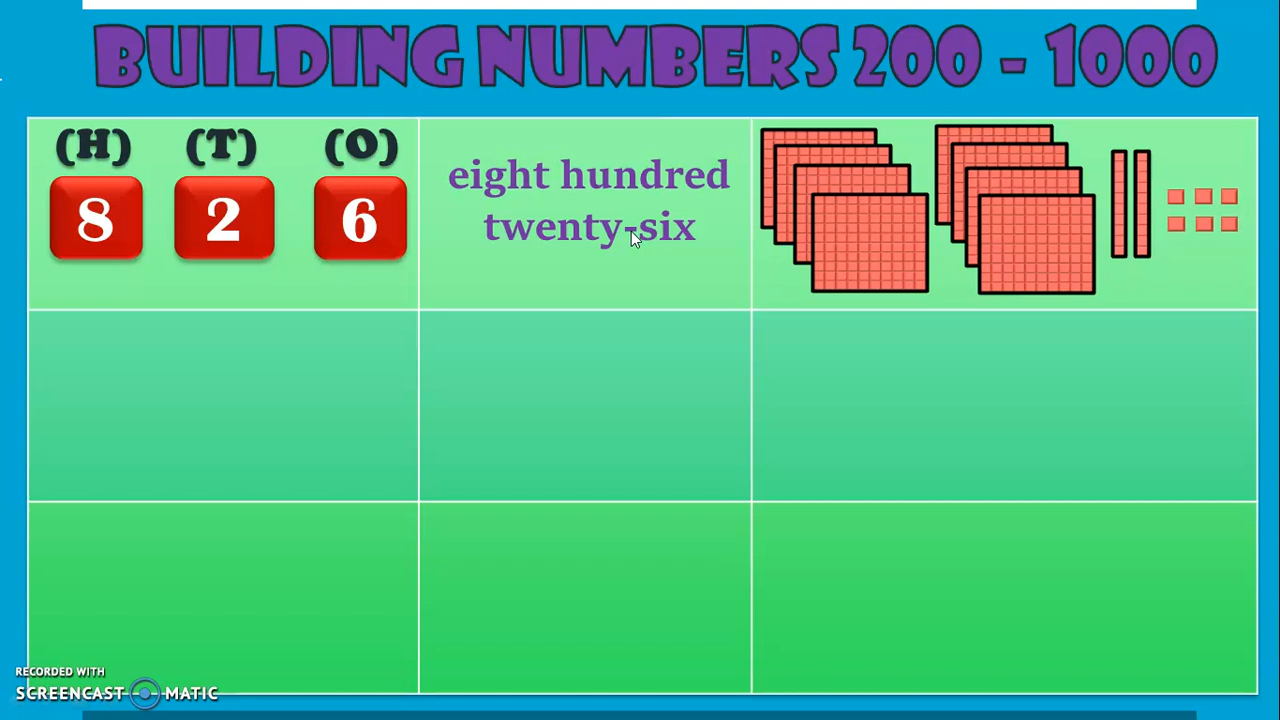 BUILDING NUMBERS 200 - 1000
(H) (T) (O)
8 2 6
eight hundred
twenty-six
RECORDED WITH
SCREENCAST MATIC